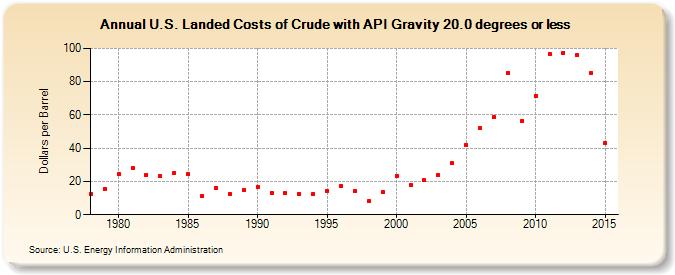 Annual U.S. Landed Costs of Crude with API Gravity 20.0 degrees or less
Dollars per Barrel
100
80
60
40
20
0
1980 1985 1990 1995 2000 2005 2010 2015
Source: U.S. Energy Information Administration